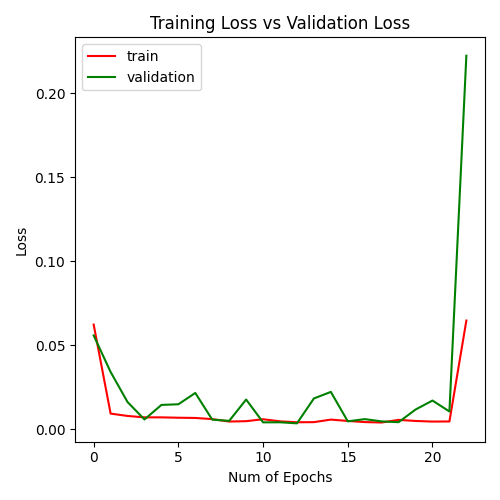 Training Loss vs Validation Loss
train
validation
0.20
0.15
0.10
0.05
0.00
Loss
0 5 10 15 20
Num of Epochs